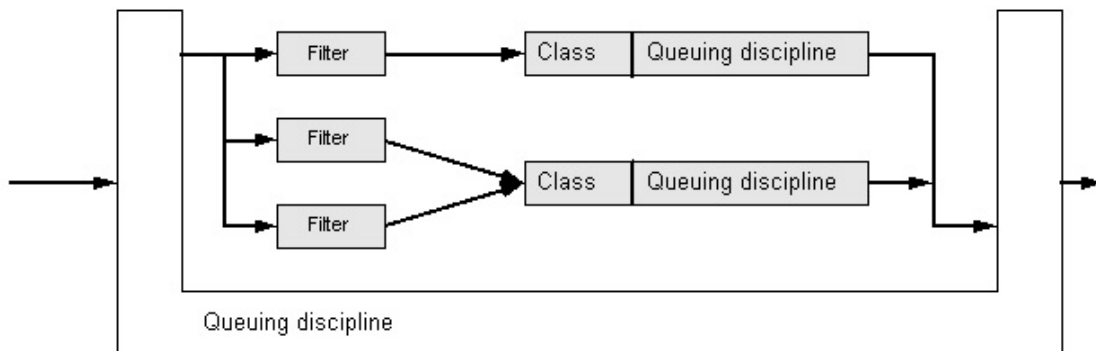 Filter
Class Queuing discipline
Filter
Class Queuing discipline
Filter
Queuing discipline